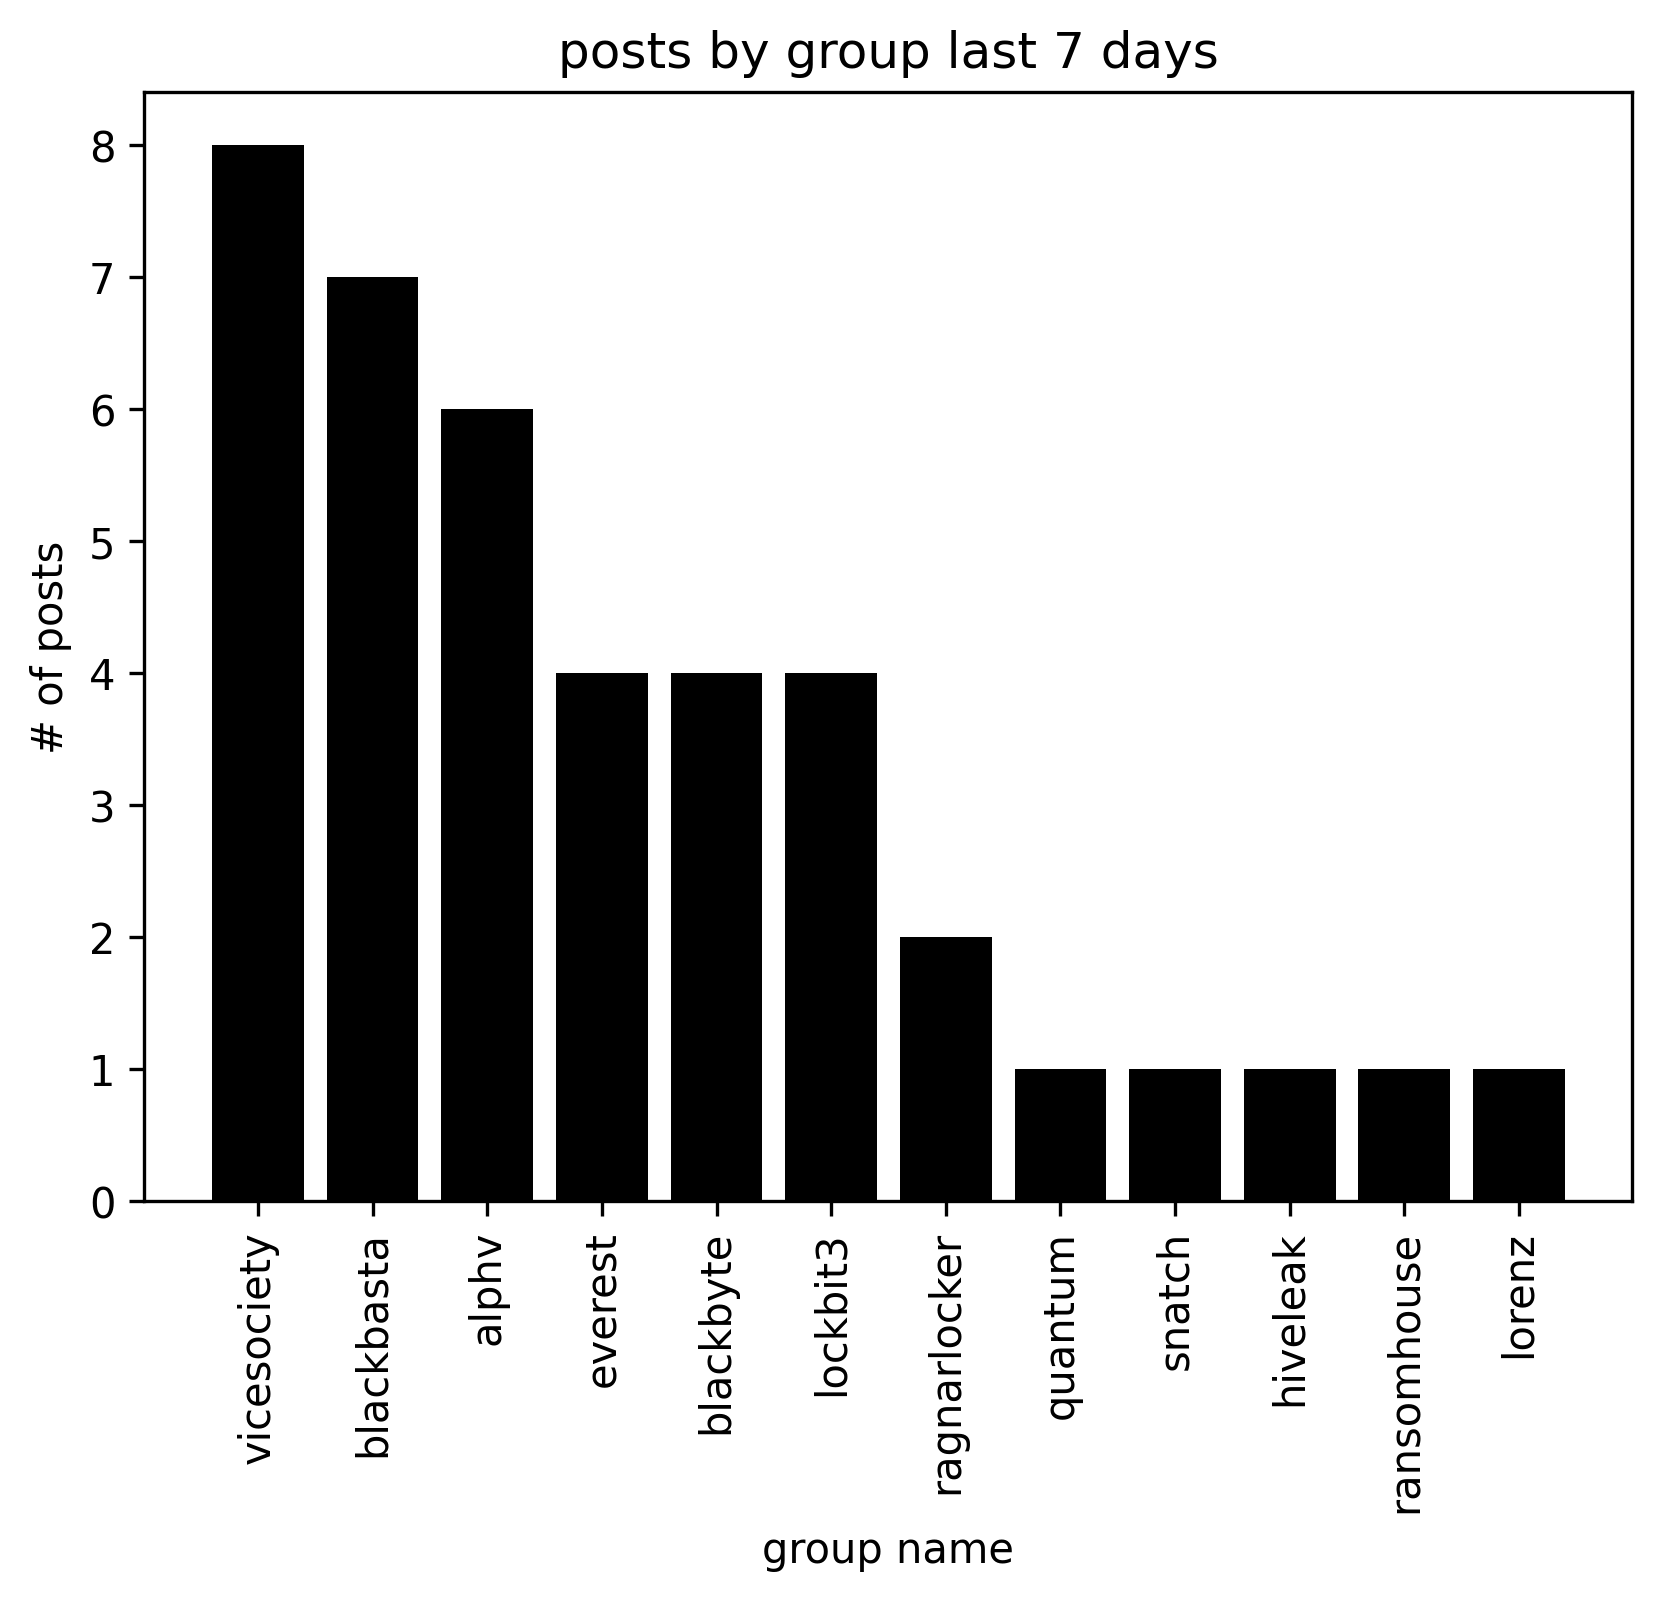 posts by group last 7 days
# of posts
8
7
6
5
4
3
2
1
0
vicesociety
blackbasta
alphv
everest
blackbyte
lockbit3
ragnarlocker
quantum
snatch
hiveleak
ransomhouse
lorenz
group name